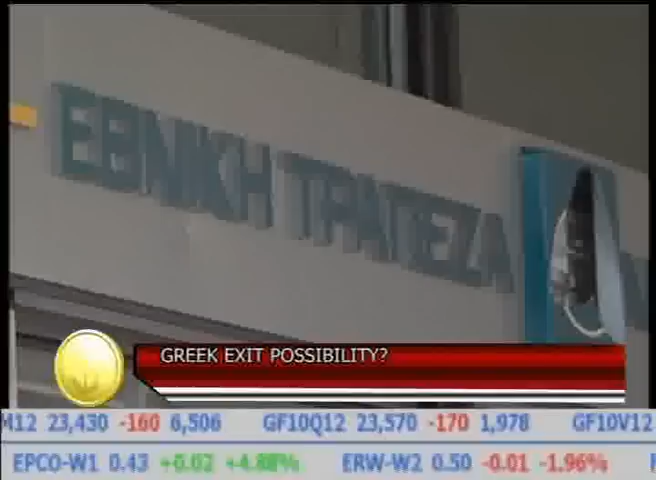 ΕΘΝΙΚΗ ΤΡΑΠΕΖΑ
GREEK EXIT POSSIBILITY?
M12 23,430 -160 6,506 GF10Q12 23,570 -170 1,978 GF10V12
EPCO-W1 0.43 +0.02 +4.88% ERW-W2 0.50 -0.01 -1.96%